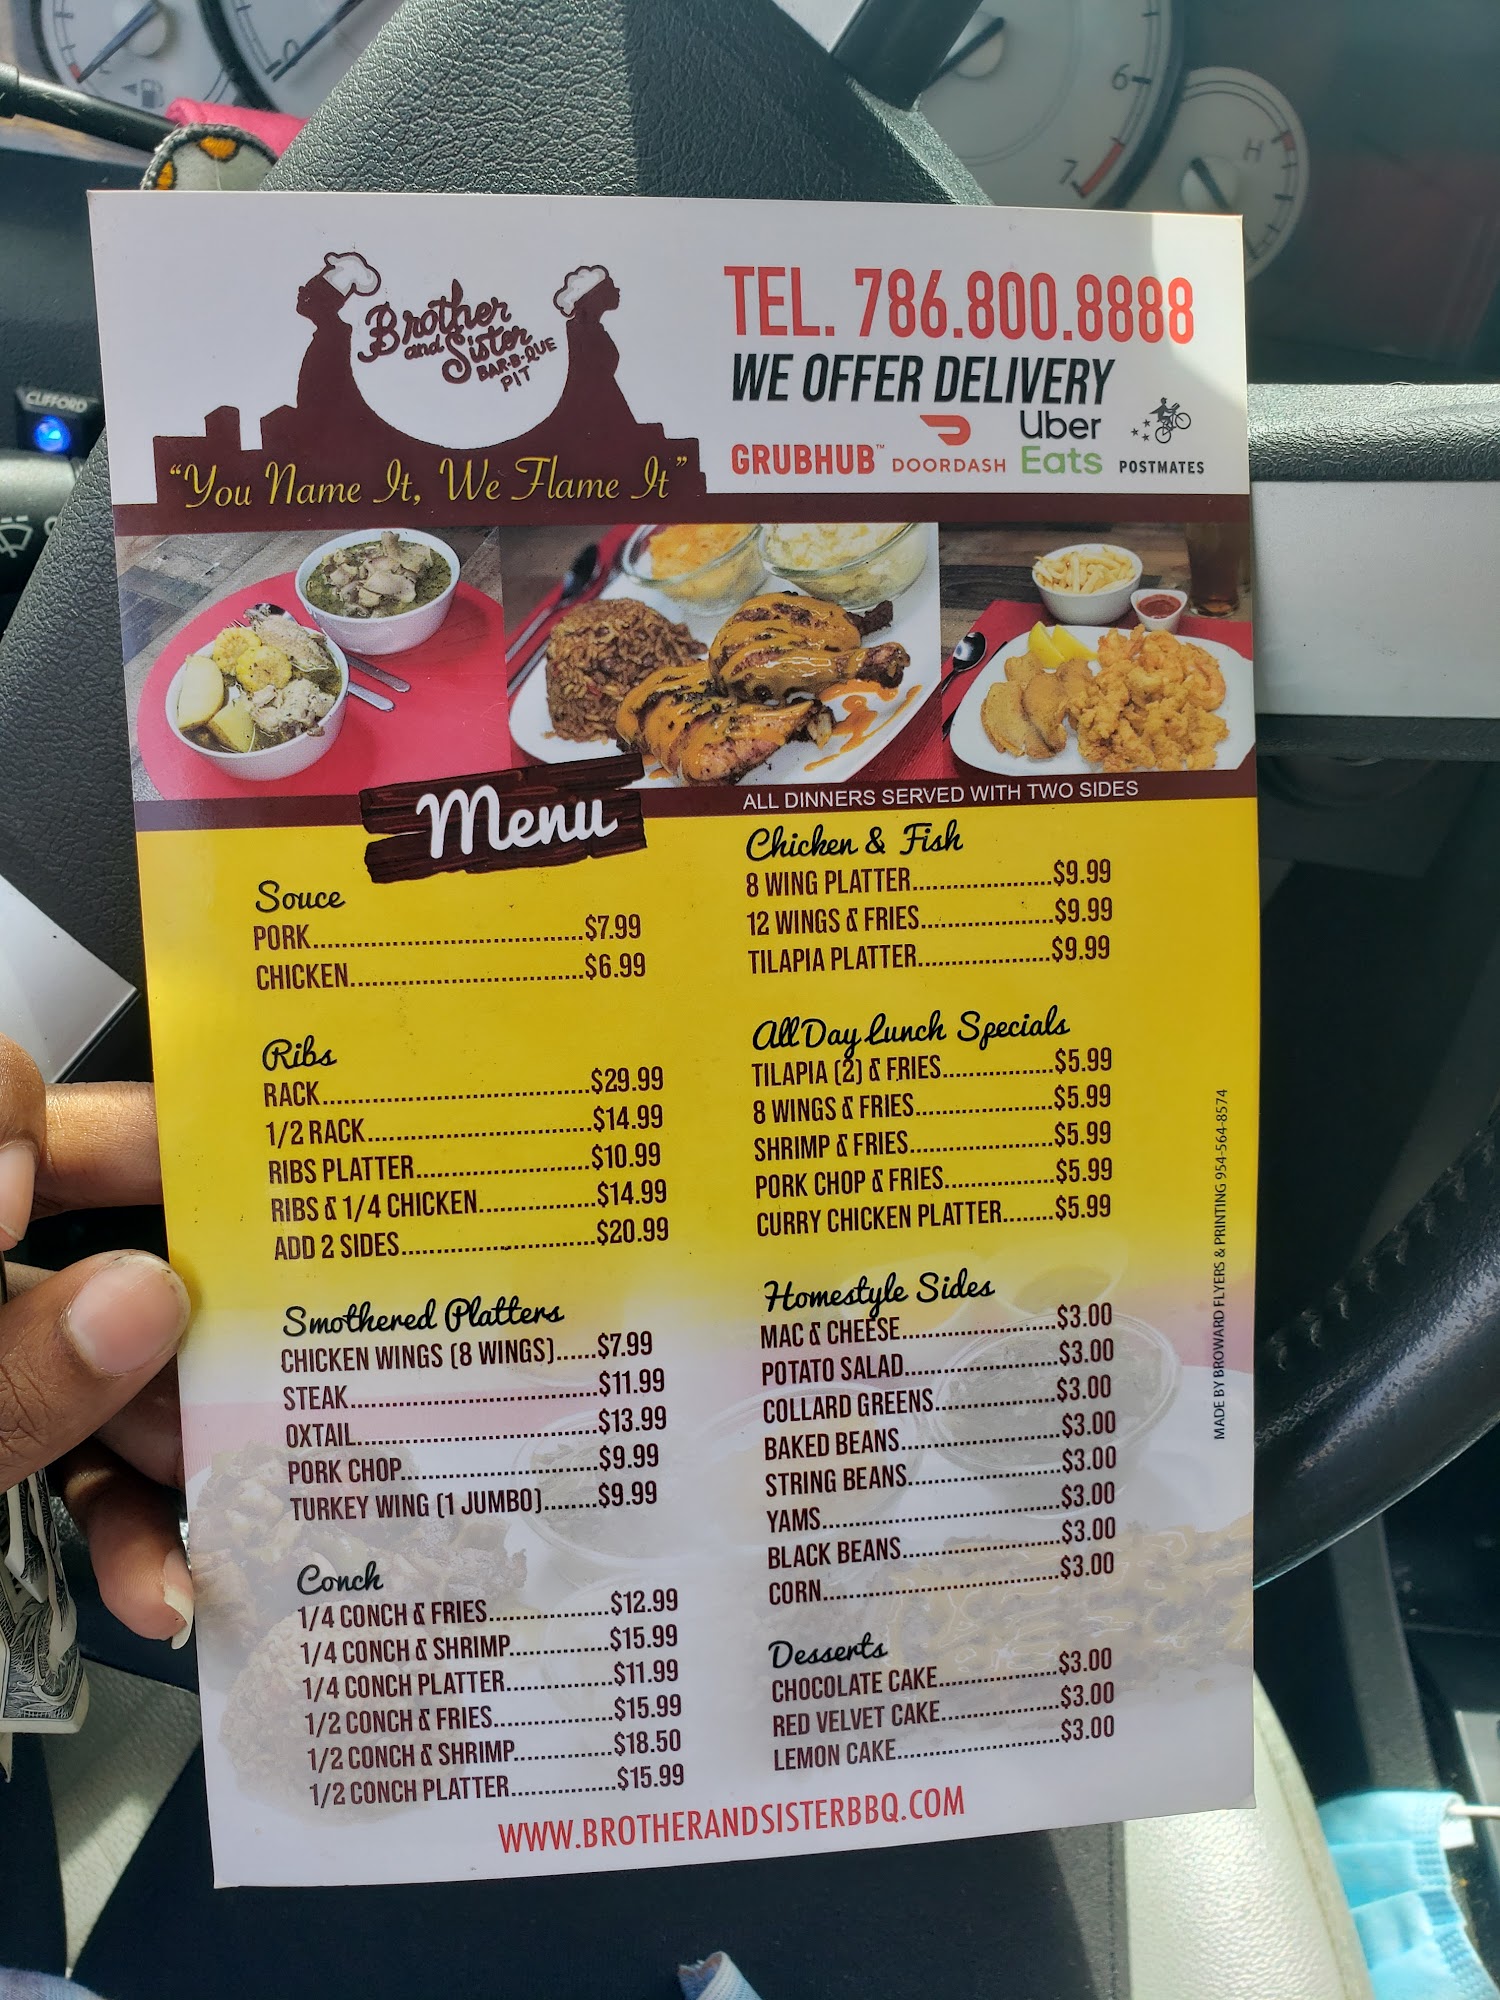 Brother
and Sister
BAR-B-QUE
PIT
"You Name It, We Flame It"
TEL. 786.800.8888
WE OFFER DELIVERY
GRUBHUB™ DOORDASH Uber Eats POSTMATES
Menu
Souce
PORK..............................$7.99
CHICKEN..........................$6.99
Ribs
RACK..............................$29.99
1/2 RACK.........................$14.99
RIBS PLATTER....................$10.99
RIBS & 1/4 CHICKEN.............$14.99
ADD 2 SIDES......................$20.99
Smothered Platters
CHICKEN WINGS (8 WINGS)......$7.99
STEAK.............................$11.99
OXTAIL............................$13.99
PORK CHOP.......................$9.99
TURKEY WING (1 JUMBO)........$9.99
Conch
1/4 CONCH & FRIES..............$12.99
1/4 CONCH & SHRIMP............$15.99
1/4 CONCH PLATTER.............$11.99
1/2 CONCH & FRIES..............$15.99
1/2 CONCH & SHRIMP............$18.50
1/2 CONCH PLATTER.............$15.99
ALL DINNERS SERVED WITH TWO SIDES
Chicken & Fish
8 WING PLATTER..................$9.99
12 WINGS & FRIES.................$9.99
TILAPIA PLATTER..................$9.99
All Day Lunch Specials
TILAPIA (2) & FRIES...............$5.99
8 WINGS & FRIES..................$5.99
SHRIMP & FRIES...................$5.99
PORK CHOP & FRIES...............$5.99
CURRY CHICKEN PLATTER........$5.99
Homestyle Sides
MAC & CHEESE....................$3.00
POTATO SALAD....................$3.00
COLLARD GREENS.................$3.00
BAKED BEANS.....................$3.00
STRING BEANS....................$3.00
YAMS..............................$3.00
BLACK BEANS.....................$3.00
CORN..............................$3.00
Desserts
CHOCOLATE CAKE................$3.00
RED VELVET CAKE................$3.00
LEMON CAKE......................$3.00
WWW.BROTHERANDSISTERBBQ.COM
MADE BY BROWARD FLYERS & PRINTING 954-564-8574
CLIFFORD
0
6
7
H